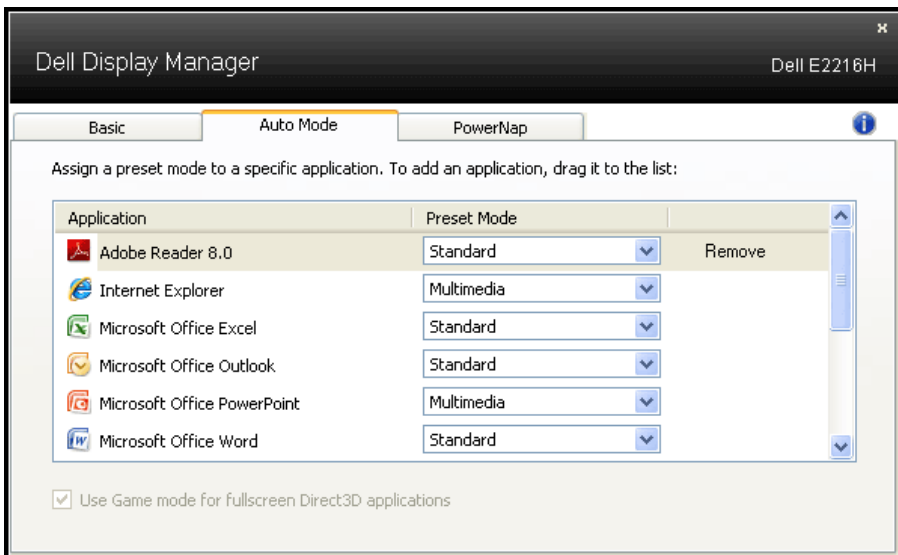 Dell Display Manager
Dell E2216H
Basic
Auto Mode
PowerNap
Assign a preset mode to a specific application. To add an application, drag it to the list:
Application Preset Mode
Adobe Reader 8.0 Standard Remove
Internet Explorer Multimedia
Microsoft Office Excel Standard
Microsoft Office Outlook Standard
Microsoft Office PowerPoint Multimedia
Microsoft Office Word Standard
Use Game mode for fullscreen Direct3D applications